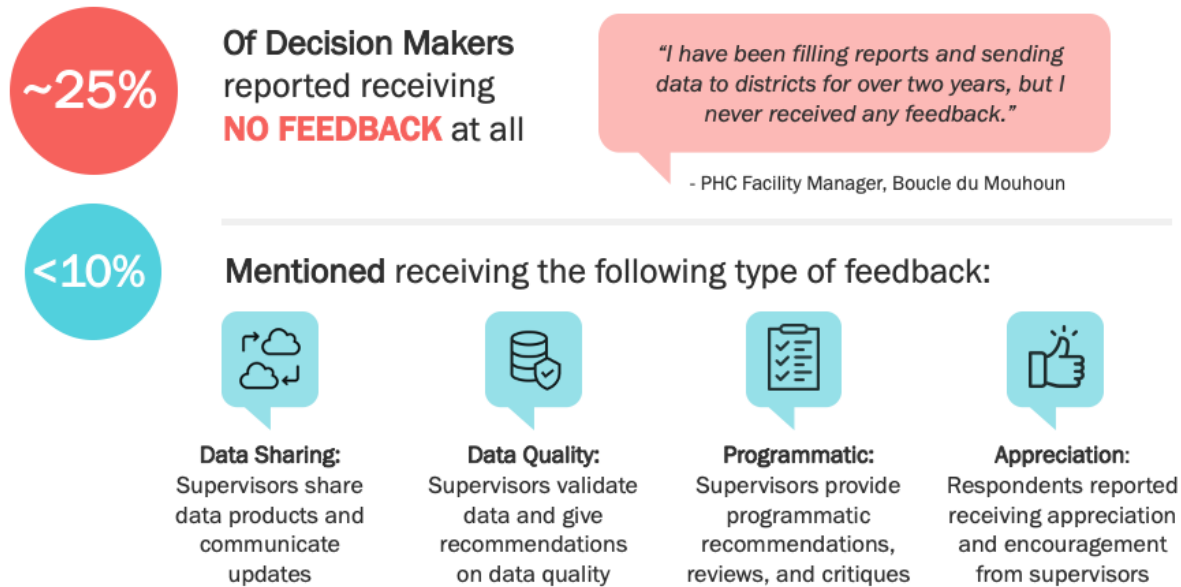 ~25%
Of Decision Makers
reported receiving
NO FEEDBACK at all
“I have been filling reports and sending
data to districts for over two years, but I
never received any feedback.”
- PHC Facility Manager, Boucle du Mouhoun
<10%
Mentioned receiving the following type of feedback:
Data Sharing:
Supervisors share
data products and
communicate
updates
Data Quality:
Supervisors validate
data and give
recommendations
on data quality
Programmatic:
Supervisors provide
programmatic
recommendations,
reviews, and critiques
Appreciation:
Respondents reported
receiving appreciation
and encouragement
from supervisors